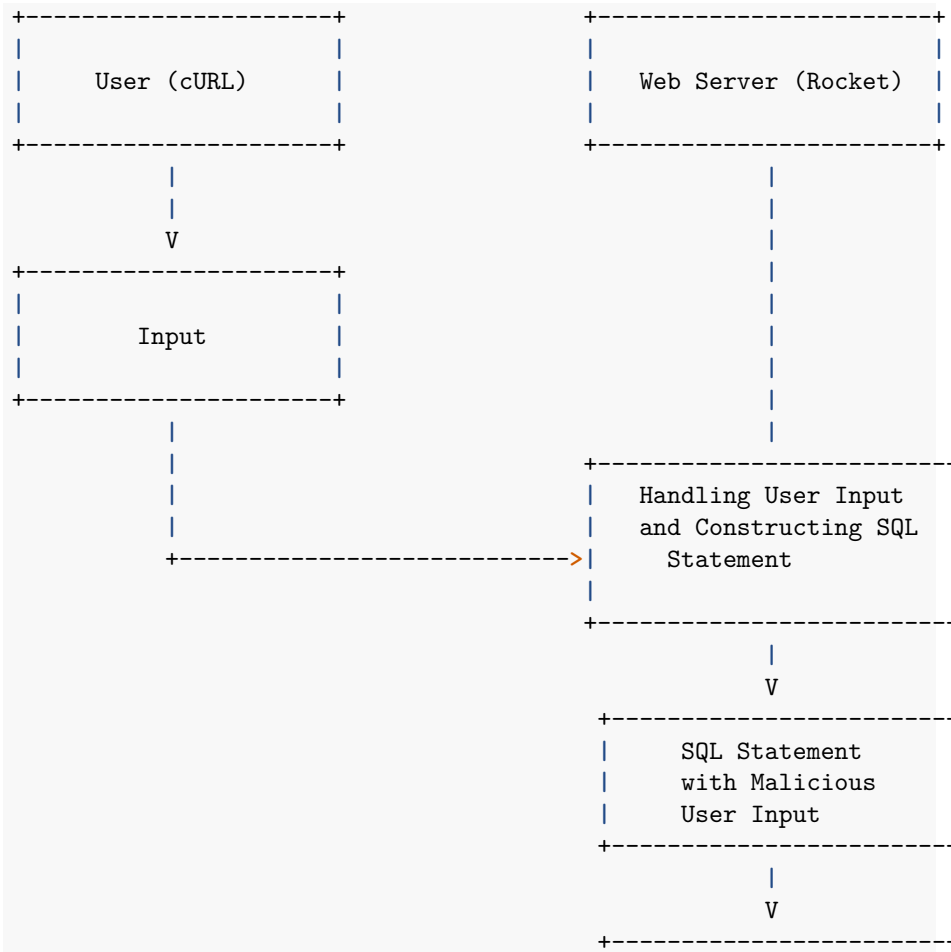 User (cURL)
Web Server (Rocket)
V
Input
Handling User Input
and Constructing SQL
Statement
V
SQL Statement
with Malicious
User Input
V